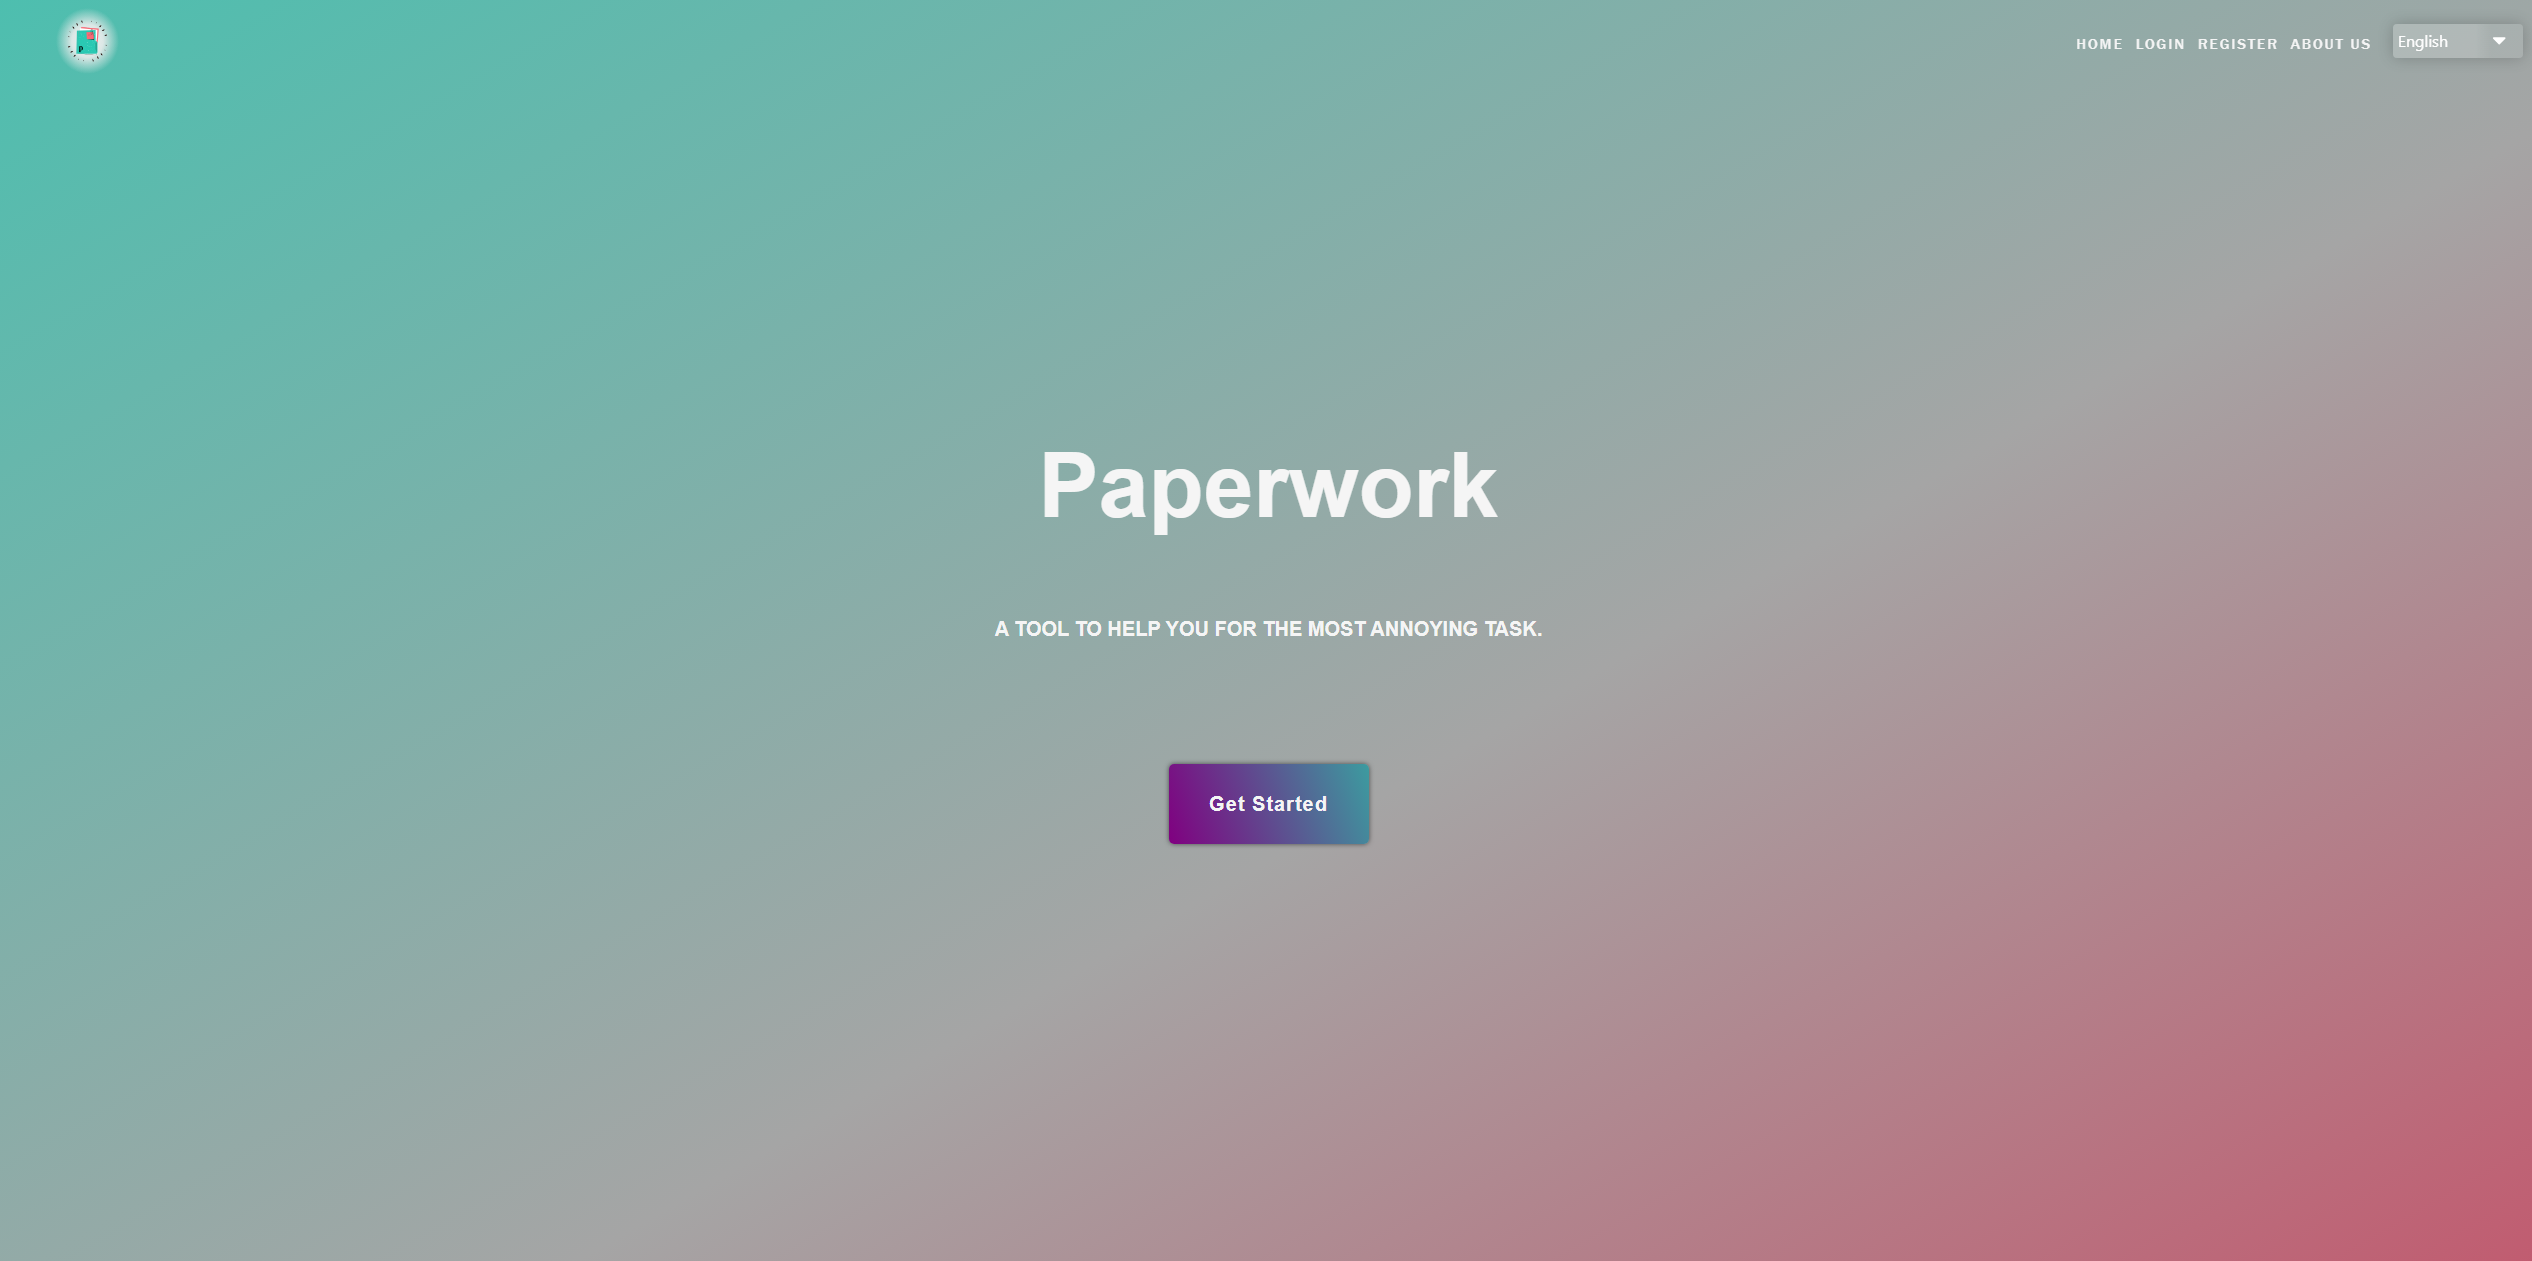 P
HOME LOGIN REGISTER ABOUT US English
Paperwork
A TOOL TO HELP YOU FOR THE MOST ANNOYING TASK.
Get Started